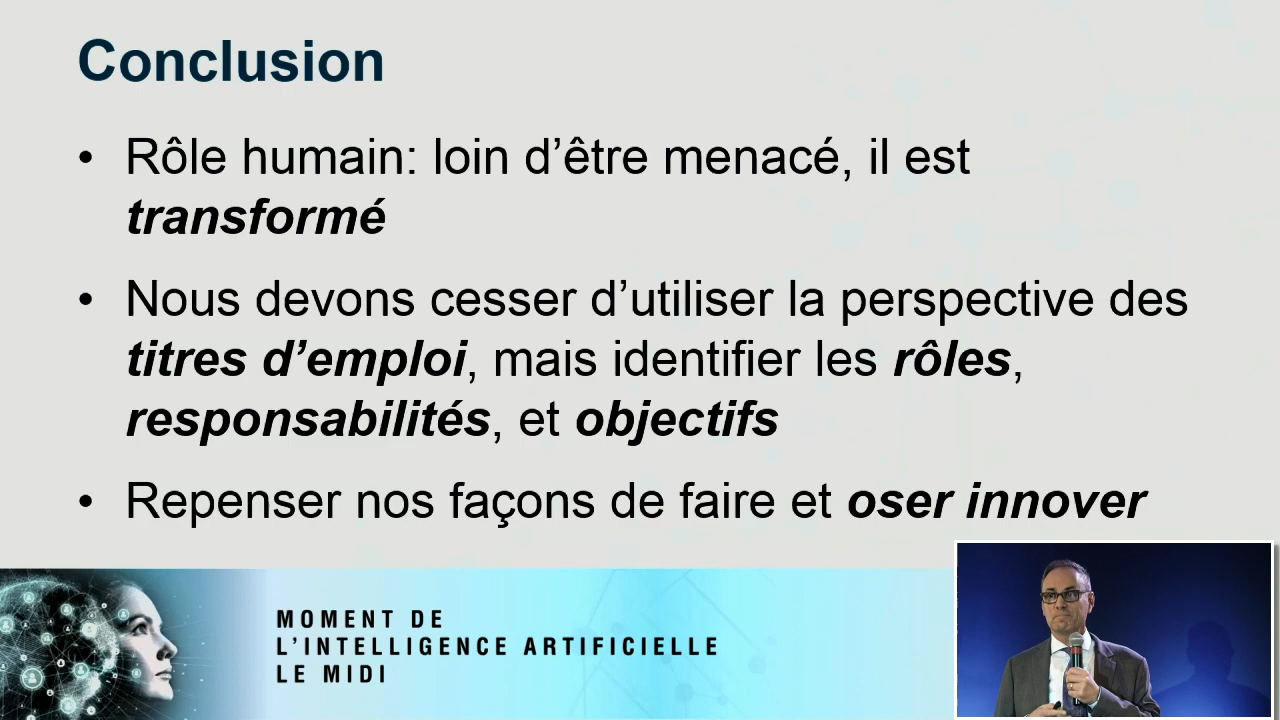 Conclusion
• Rôle humain: loin d’être menacé, il est
transformé
• Nous devons cesser d’utiliser la perspective des
titres d’emploi, mais identifier les rôles,
responsabilités, et objectifs
• Repenser nos façons de faire et oser innover
MOMENT DE
L’INTELLIGENCE ARTIFICIELLE
LE MIDI